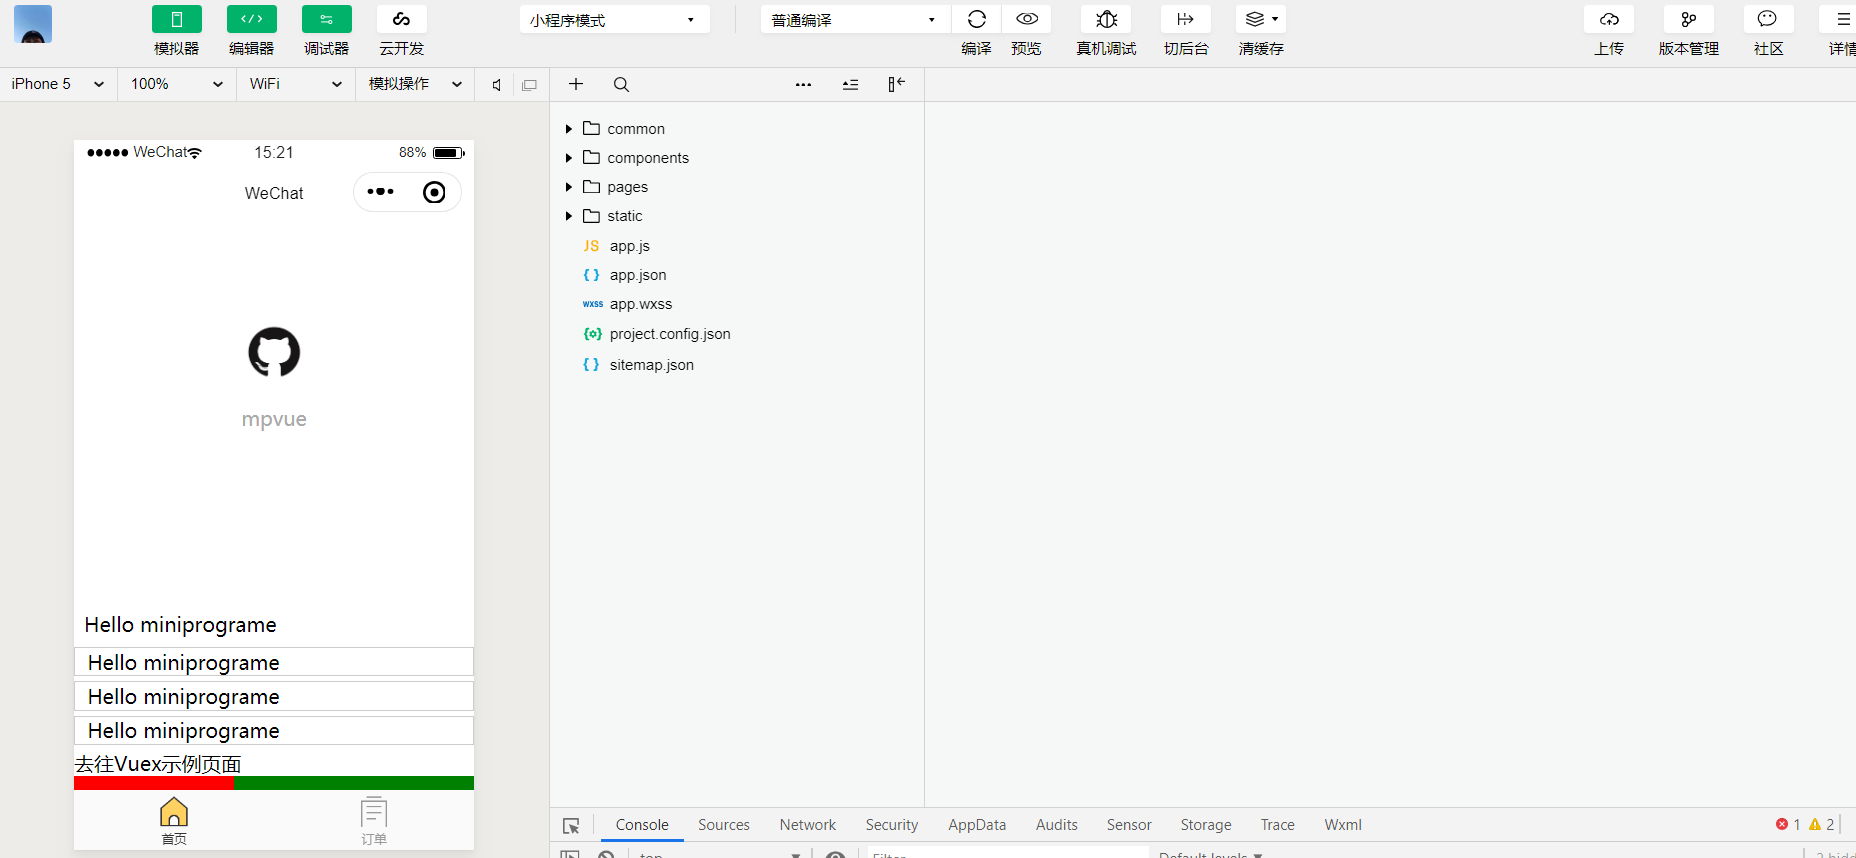 模拟器 编辑器 调试器 云开发 小程序模式 普通编译 编译 预览 真机调试 切后台 清缓存 上传 版本管理 社区 详情
iPhone 5 100% WiFi 模拟操作
WeChat 15:21 88%
WeChat
mpvue
Hello miniprograme
Hello miniprograme
Hello miniprograme
Hello miniprograme
去往Vuex示例页面
首页 订单
common
components
pages
static
JS app.js
{ } app.json
wxss app.wxss
project.config.json
{ } sitemap.json
Console Sources Network Security AppData Audits Sensor Storage Trace Wxml 1 2
top Filter Default levels